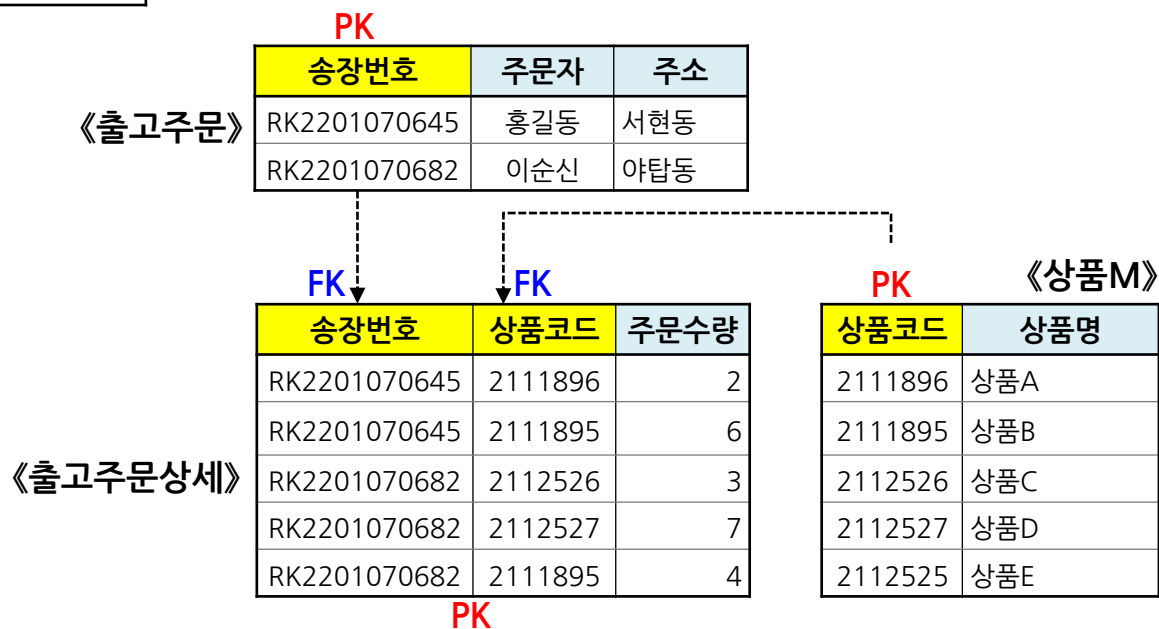 PK
송장번호 주문자 주소
《출고주문》 RK2201070645 홍길동 서현동
RK2201070682 이순신 야탑동
FK FK PK 《상품M》
송장번호 상품코드 주문수량 상품코드 상품명
RK2201070645 2111896 2 2111896 상품A
RK2201070645 2111895 6 2111895 상품B
《출고주문상세》 RK2201070682 2112526 3 2112526 상품C
RK2201070682 2112527 7 2112527 상품D
RK2201070682 2111895 4 2112525 상품E
PK